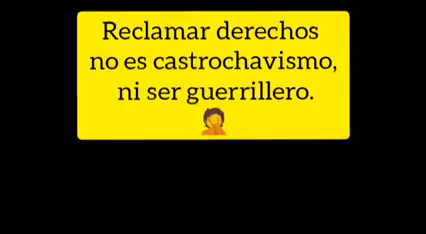 Reclamar derechos
no es castrochavismo,
ni ser guerrillero.